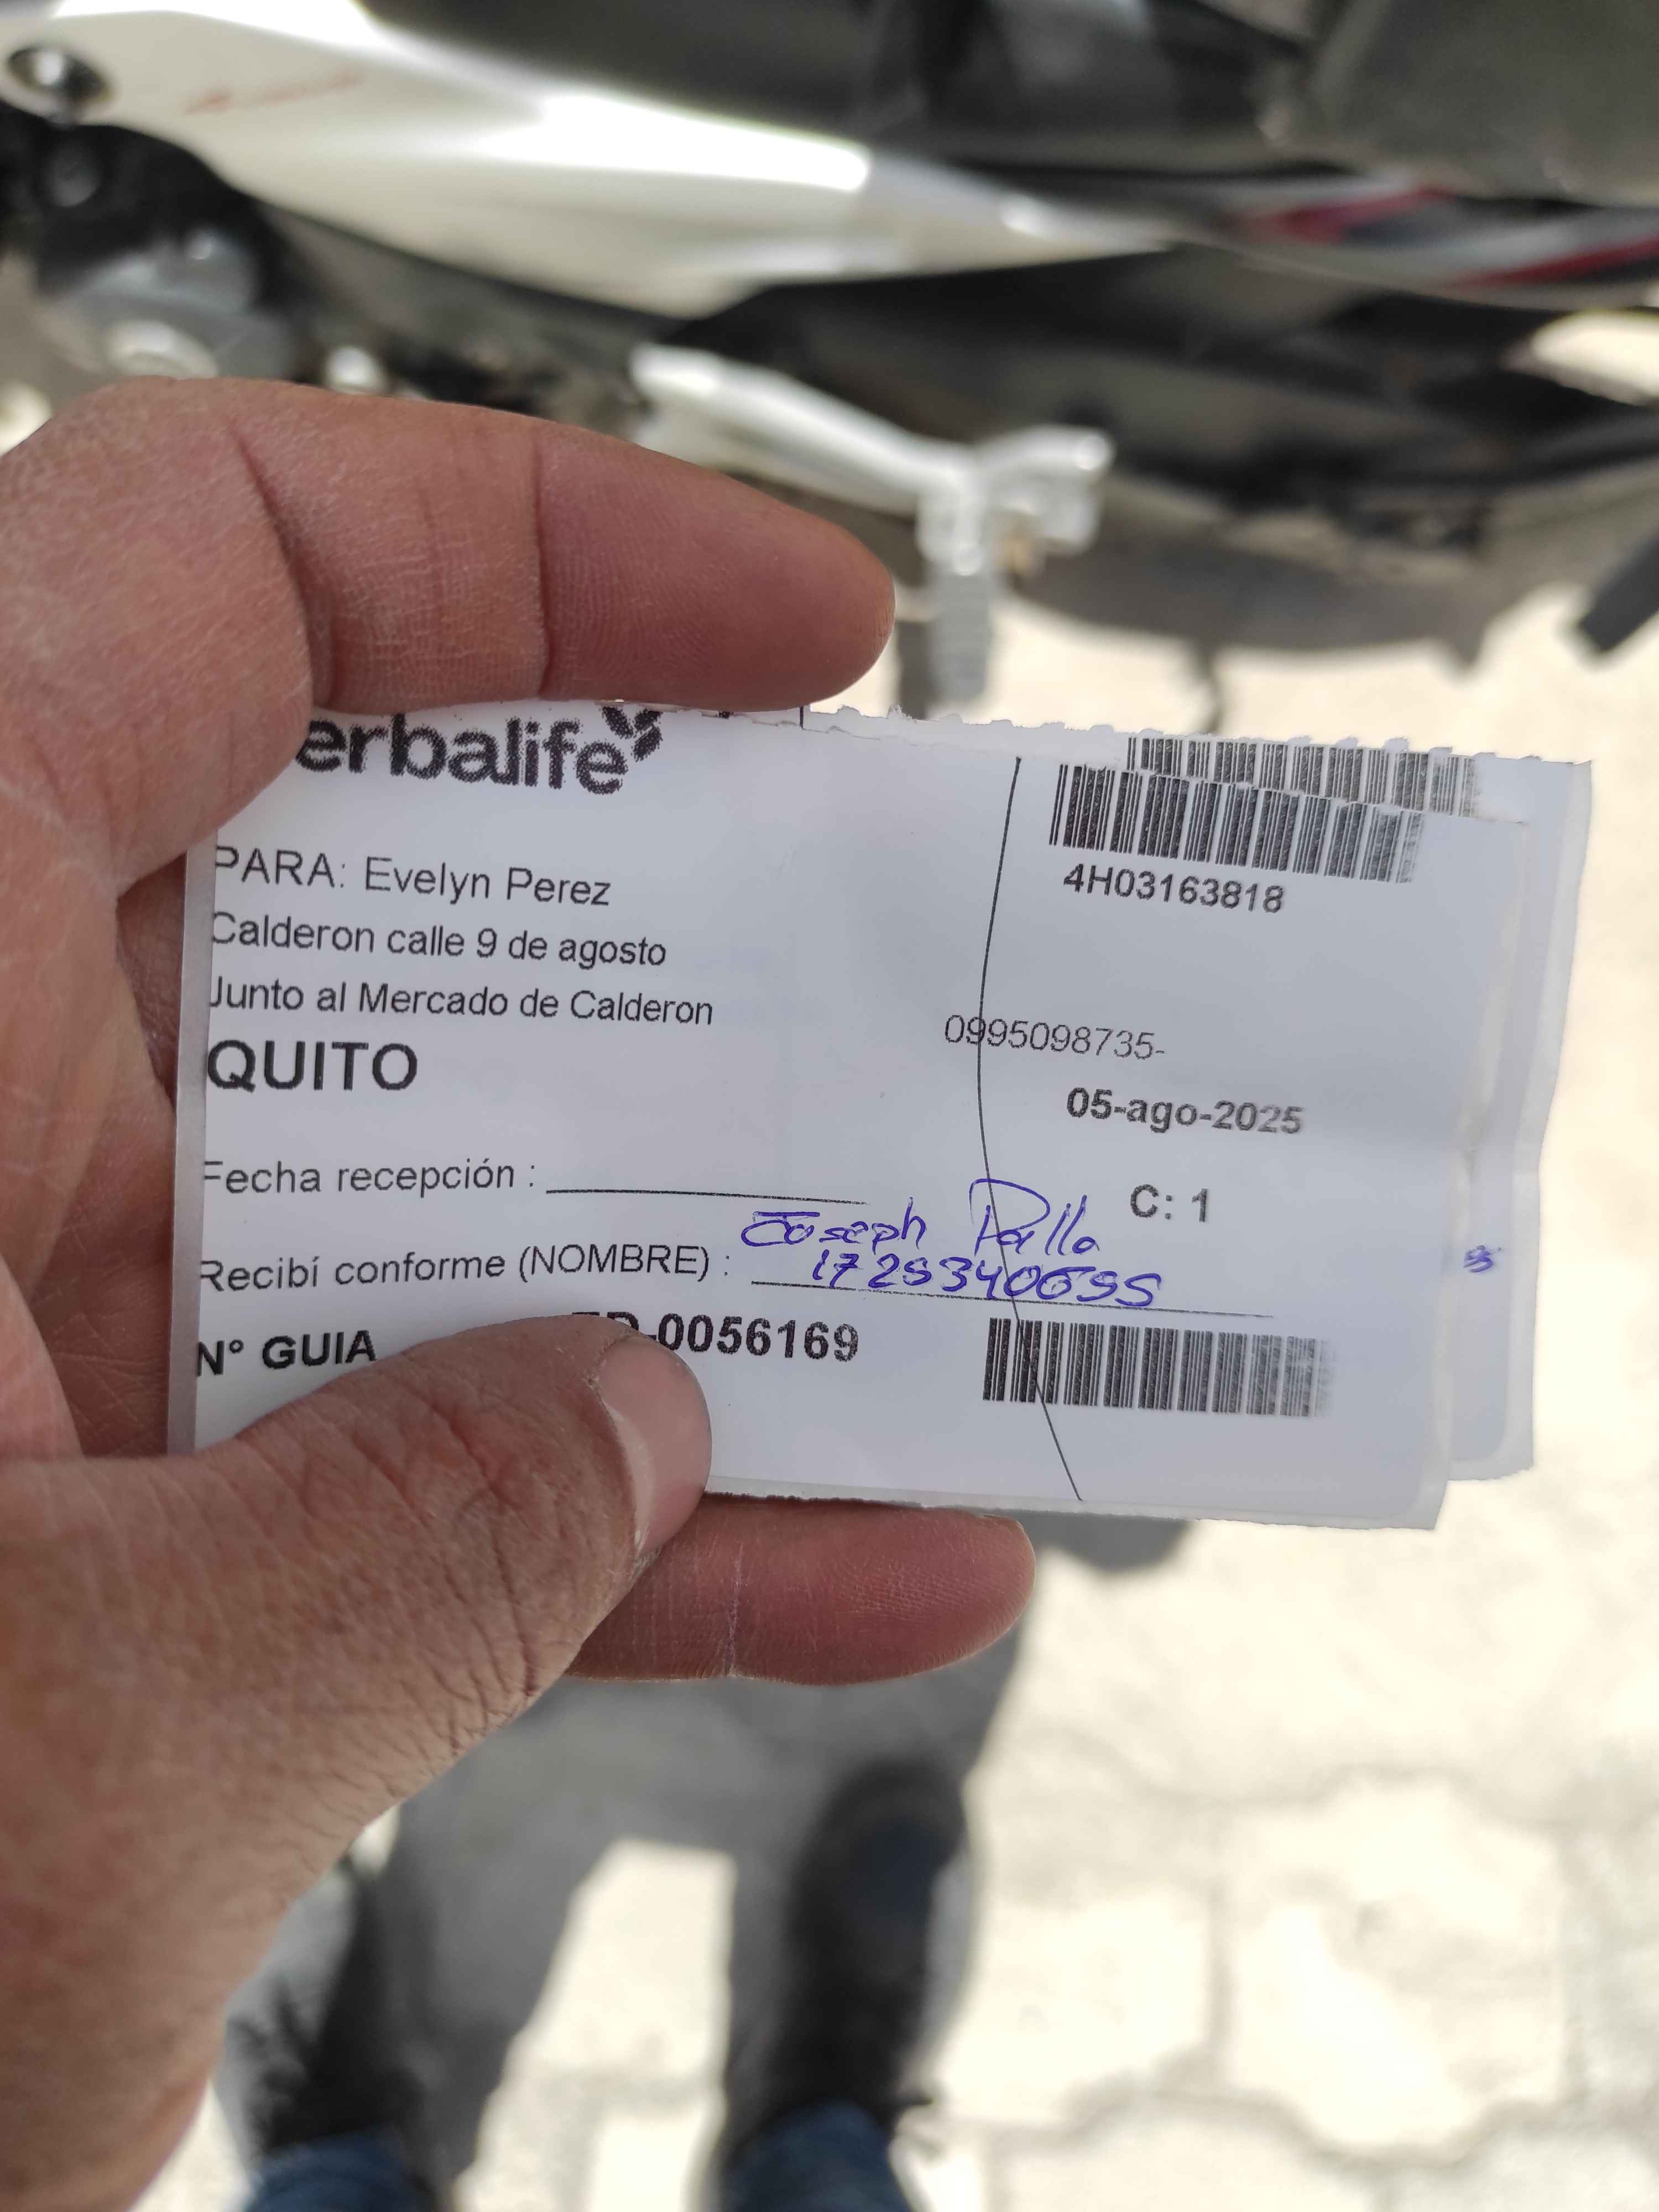 erbalife
4H03163818
PARA: Evelyn Perez
Calderon calle 9 de agosto
Junto al Mercado de Calderon
0995098735-
QUITO
05-ago-2025
Fecha recepción :
C: 1
Joseph Palla
Recibí conforme (NOMBRE) :
N° GUIA
-0056169